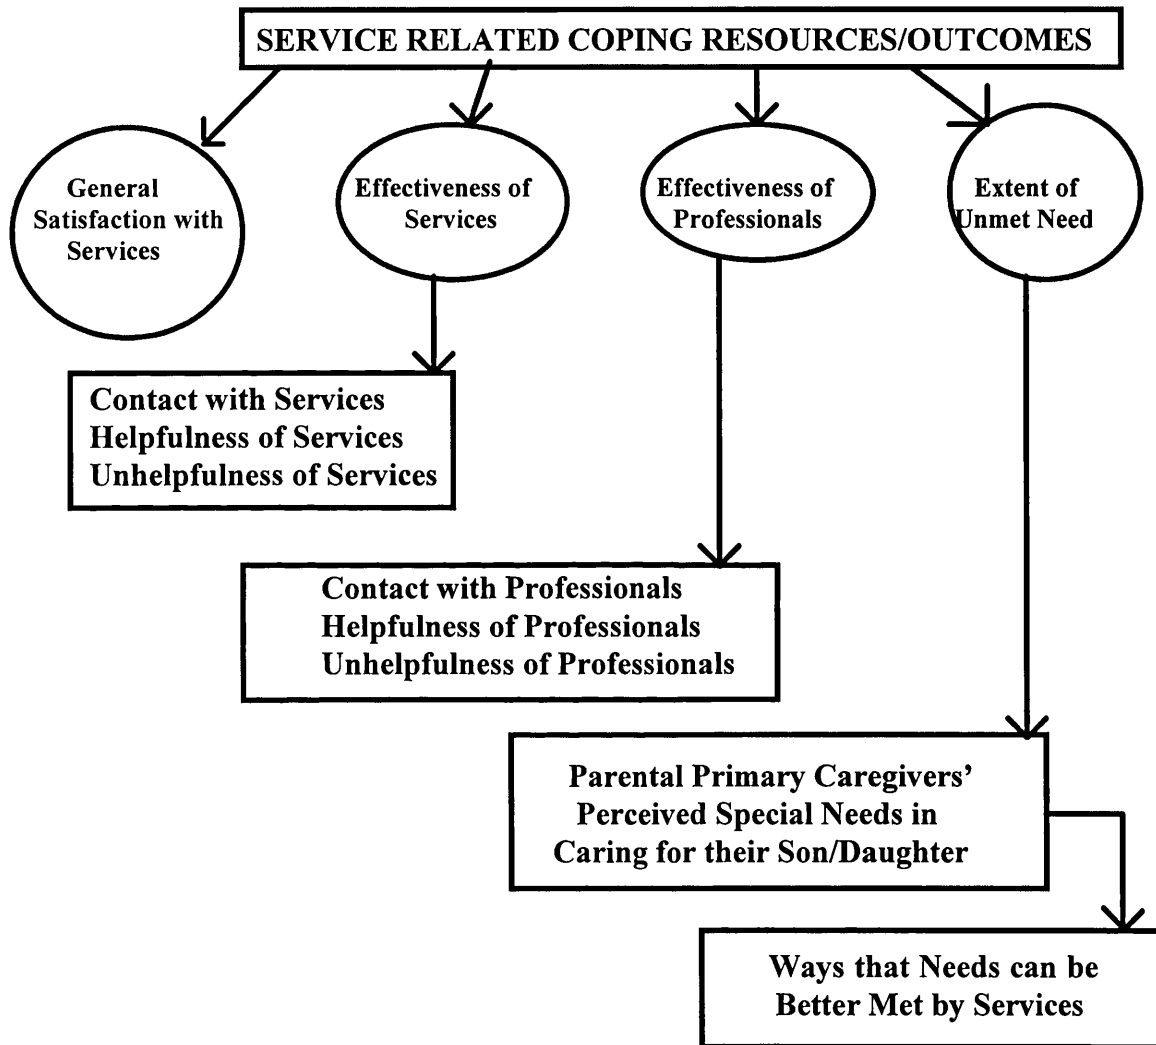 SERVICE RELATED COPING RESOURCES/OUTCOMES
General
Satisfaction with
Services
Effectiveness of
Services
Effectiveness of
Professionals
Extent of
Unmet Need
Contact with Services
Helpfulness of Services
Unhelpfulness of Services
Contact with Professionals
Helpfulness of Professionals
Unhelpfulness of Professionals
Parental Primary Caregivers’
Perceived Special Needs in
Caring for their Son/Daughter
Ways that Needs can be
Better Met by Services